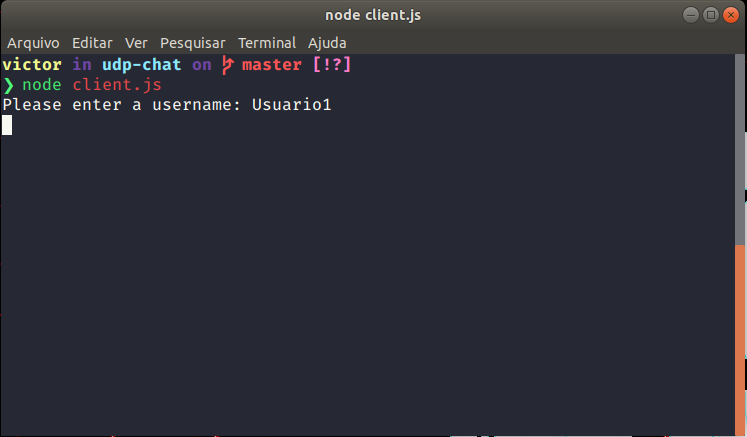 node client.js
Arquivo Editar Ver Pesquisar Terminal Ajuda
victor in udp-chat on master [!?]
❯ node client.js
Please enter a username: Usuario1